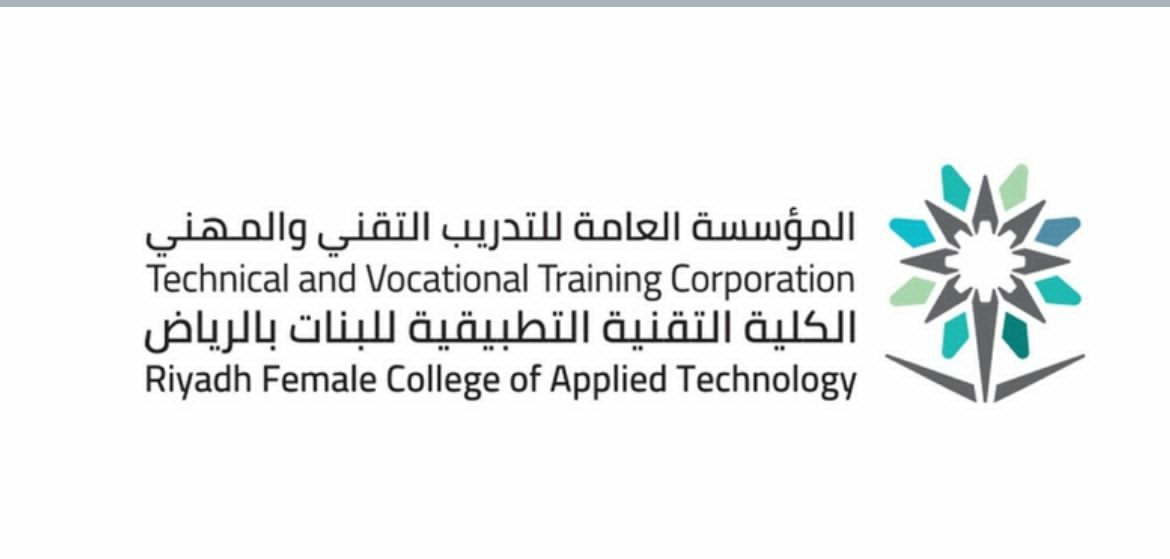 المؤسسة العامة للتدريب التقني والمهني
Technical and Vocational Training Corporation
الكلية التقنية التطبيقية للبنات بالرياض
Riyadh Female College of Applied Technology